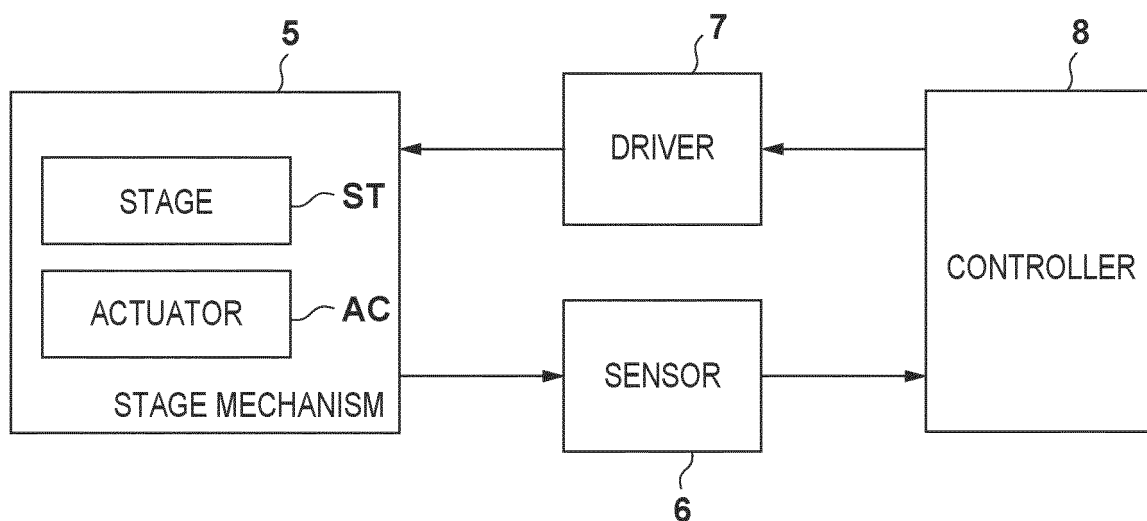 5
7
8
STAGE
ST
ACTUATOR
AC
STAGE MECHANISM
DRIVER
SENSOR
CONTROLLER
6